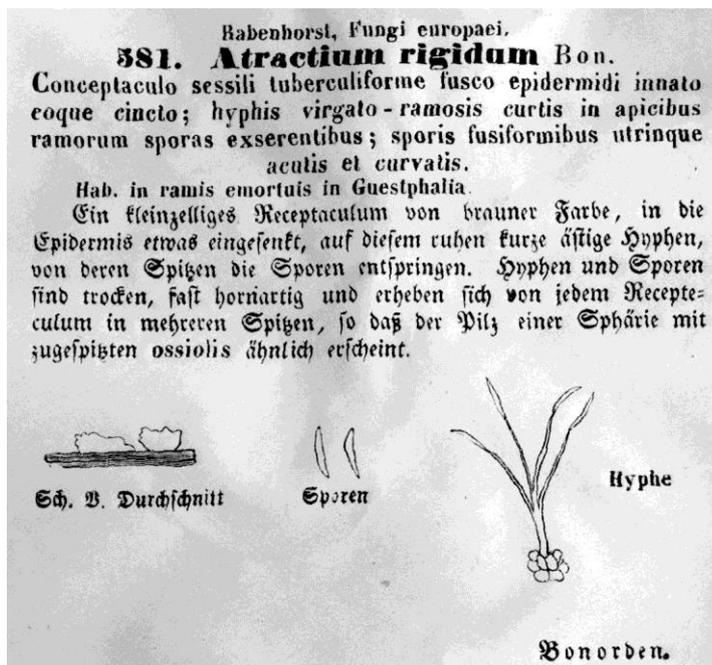 Rabenhorst, Fungi europaei.
581. Atractium rigidum Bon.
Conceptaculo sessili tuberculiforme fusco epidermidi innato
eoque cincto; hyphis virgato-ramosis curtis in apicibus
ramorum sporas exserentibus; sporis fusiformibus utrinque
acutis et curvatis.
Hab. in ramis emortuis in Guestphalia.
Ein kleinzelliges Receptaculum von brauner Farbe, in die
Epidermis etwas eingesenkt, auf diesem ruhen kurze ästige Hyphen,
von deren Spitzen die Sporen entspringen. Hyphen und Sporen
sind trocken, fast hornartig und erheben sich von jedem Recepte-
culum in mehreren Spitzen, so daß der Pilz einer Sphärie mit
zugespitzten ossiolis ähnlich erscheint.
Sch. V. Durchschnitt
Sporen
Hyphe
Bonorden.